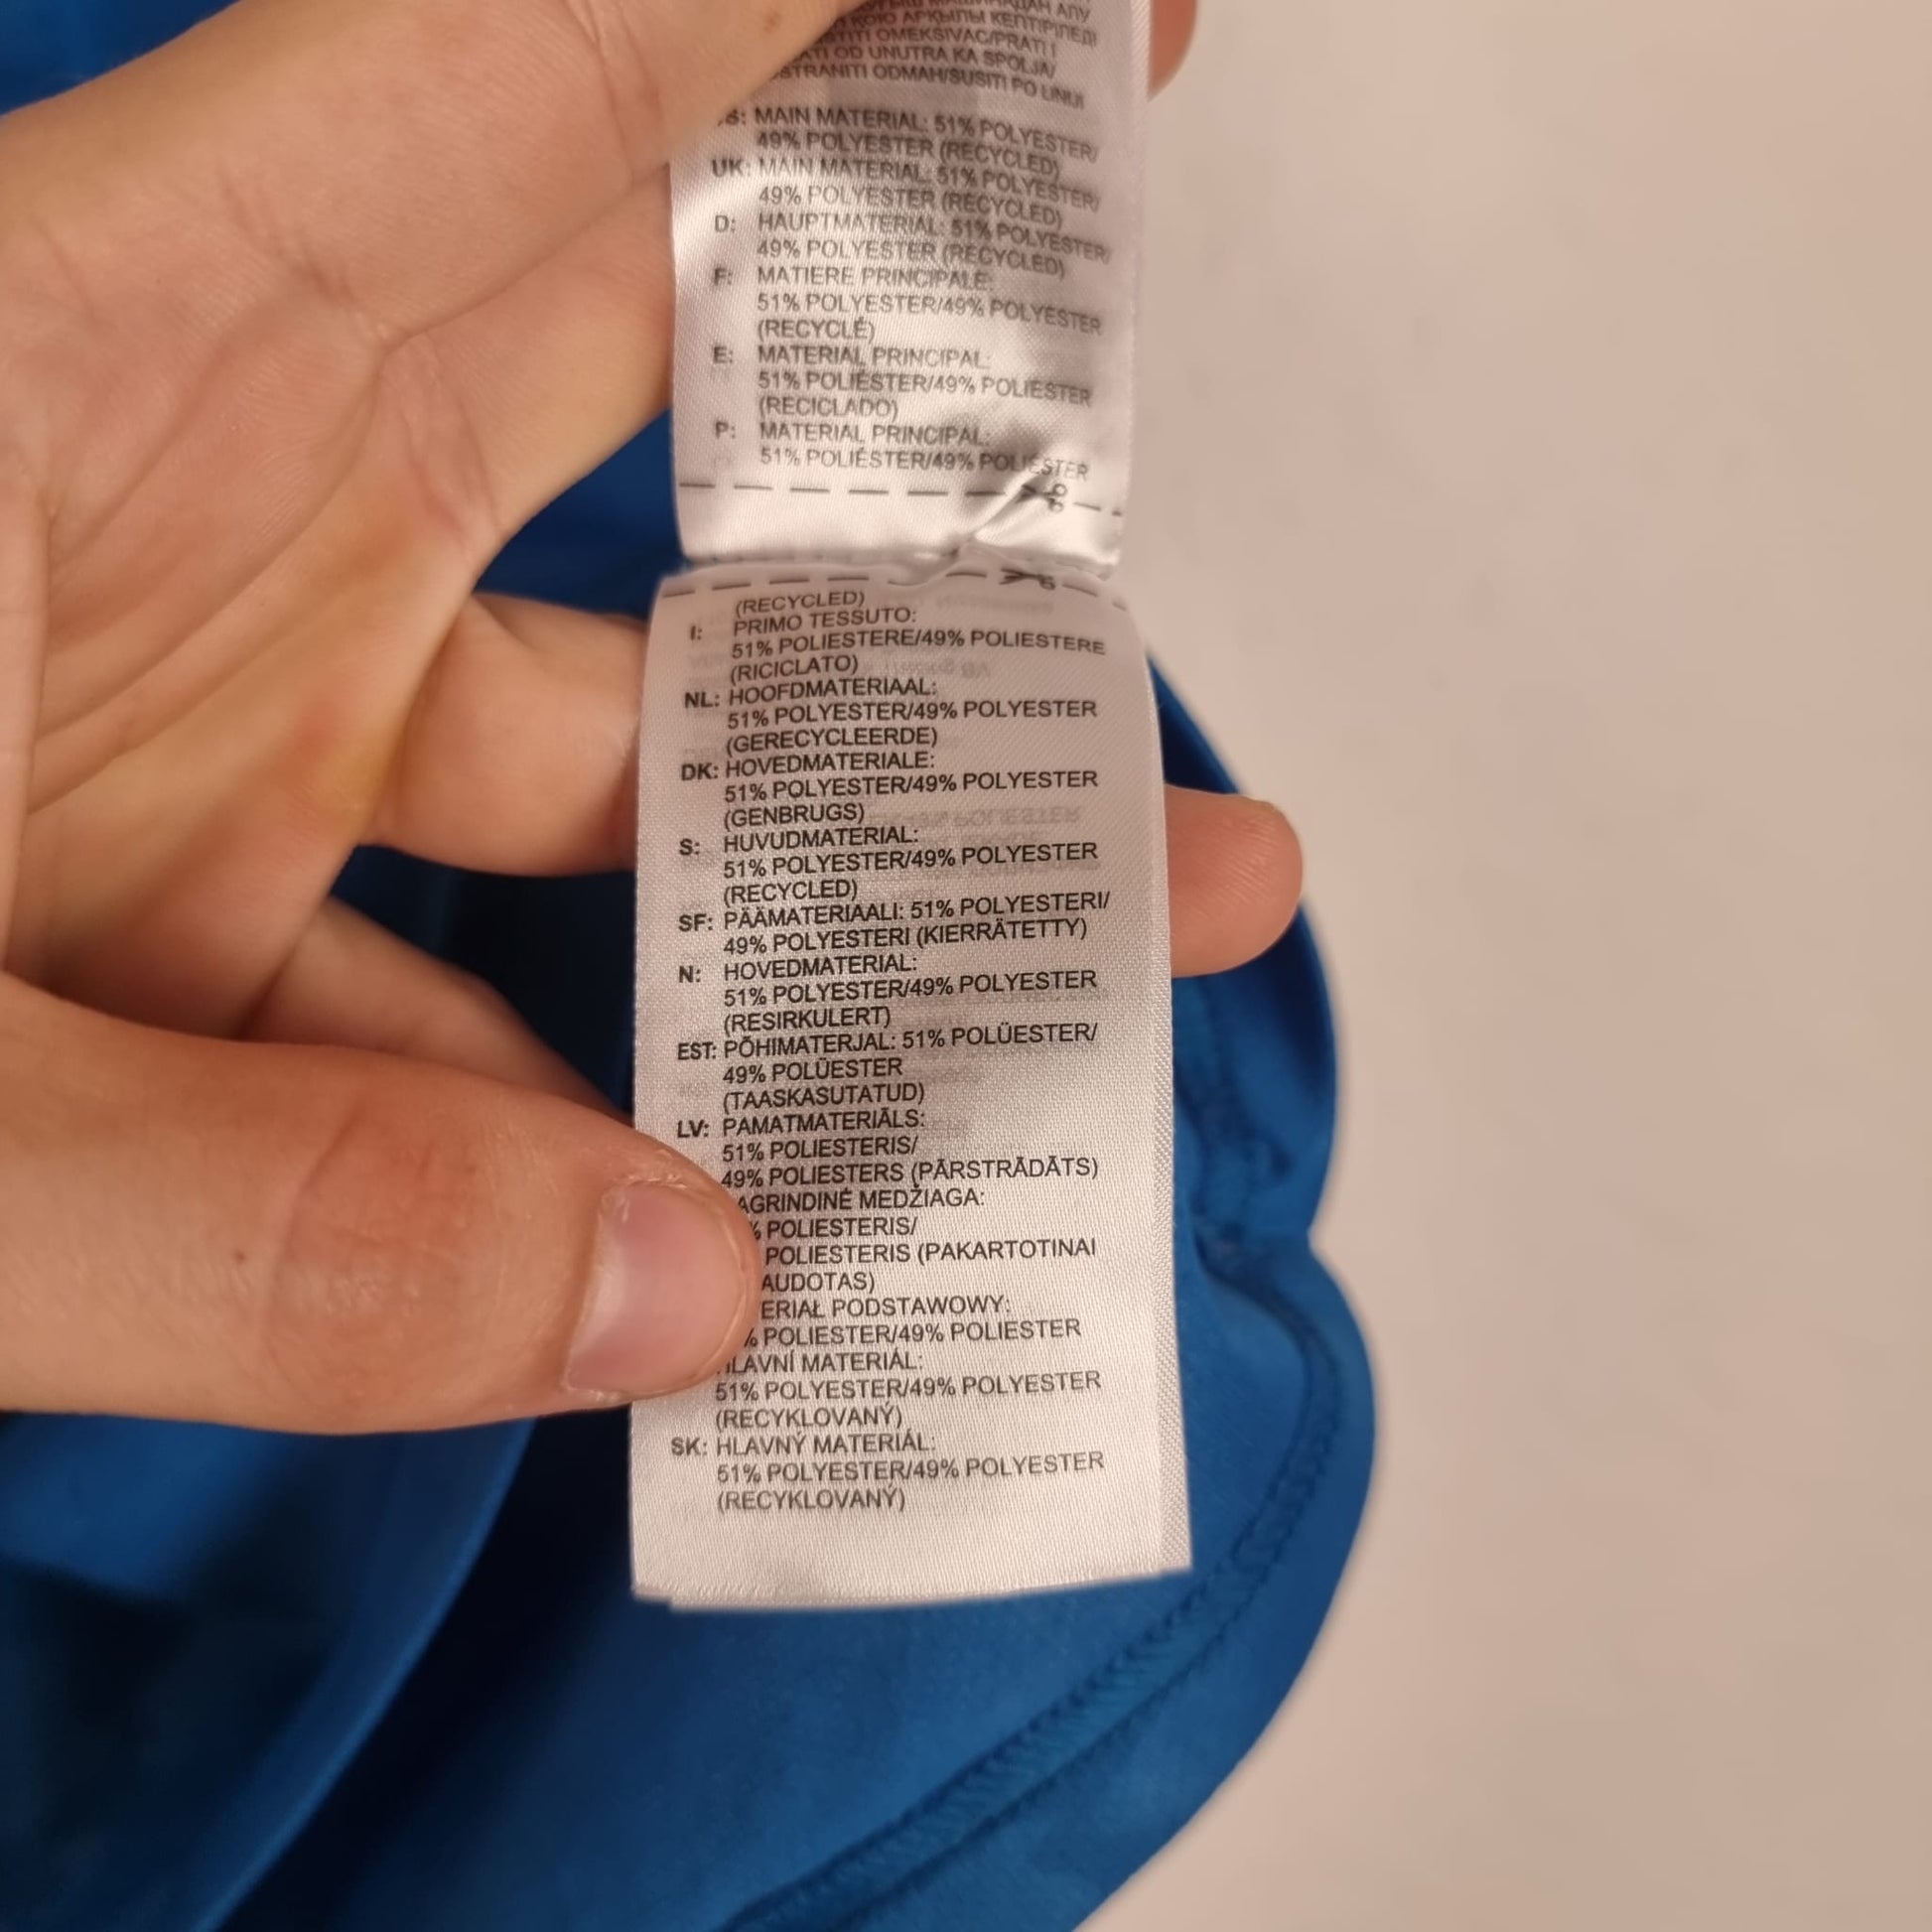 КОЮ АРКЫЛЫ КЕПТІРІЛЕДІ
OMEKSIVAC/PRATI I
OD UNUTRA KA SPOLJA/
ODMAH/SUSITI PO LINIJI
MAIN MATERIAL: 51% POLYESTER/
49% POLYESTER (RECYCLED)
UK: MAIN MATERIAL: 51% POLYESTER/
49% POLYESTER (RECYCLED)
D: HAUPTMATERIAL: 51% POLYESTER/
49% POLYESTER (RECYCLED)
F: MATIERE PRINCIPALE:
51% POLYESTER/49% POLYESTER
(RECYCLÉ)
E: MATERIAL PRINCIPAL:
51% POLIÉSTER/49% POLIÉSTER
(RECICLADO)
P: MATERIAL PRINCIPAL:
51% POLIÉSTER/49% POLIÉSTER
(RECYCLED)
I: PRIMO TESSUTO:
51% POLIESTERE/49% POLIESTERE
(RICICLATO)
NL: HOOFDMATERIAAL:
51% POLYESTER/49% POLYESTER
(GERECYCLEERDE)
DK: HOVEDMATERIALE:
51% POLYESTER/49% POLYESTER
(GENBRUGS)
S: HUVUDMATERIAL:
51% POLYESTER/49% POLYESTER
(RECYCLED)
SF: PÄÄMATERIAALI: 51% POLYESTERI/
49% POLYESTERI (KIERRÄTETTY)
N: HOVEDMATERIAL:
51% POLYESTER/49% POLYESTER
(RESIRKULERT)
EST: PÕHIMATERJAL: 51% POLÜESTER/
49% POLÜESTER
(TAASKASUTATUD)
LV: PAMATMATERIĀLS:
51% POLIESTERIS/
49% POLIESTERS (PĀRSTRĀDĀTS)
AGRINDINĖ MEDŽIAGA:
% POLIESTERIS/
POLIESTERIS (PAKARTOTINAI
AUDOTAS)
ERIAŁ PODSTAWOWY:
% POLIESTER/49% POLIESTER
HLAVNÍ MATERIÁL:
51% POLYESTER/49% POLYESTER
(RECYKLOVANÝ)
SK: HLAVNÝ MATERIÁL:
51% POLYESTER/49% POLYESTER
(RECYKLOVANÝ)